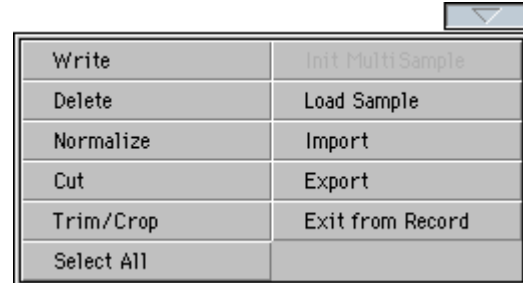 Write
Init MultiSample
Delete
Load Sample
Normalize
Import
Cut
Export
Trim/Crop
Exit from Record
Select All